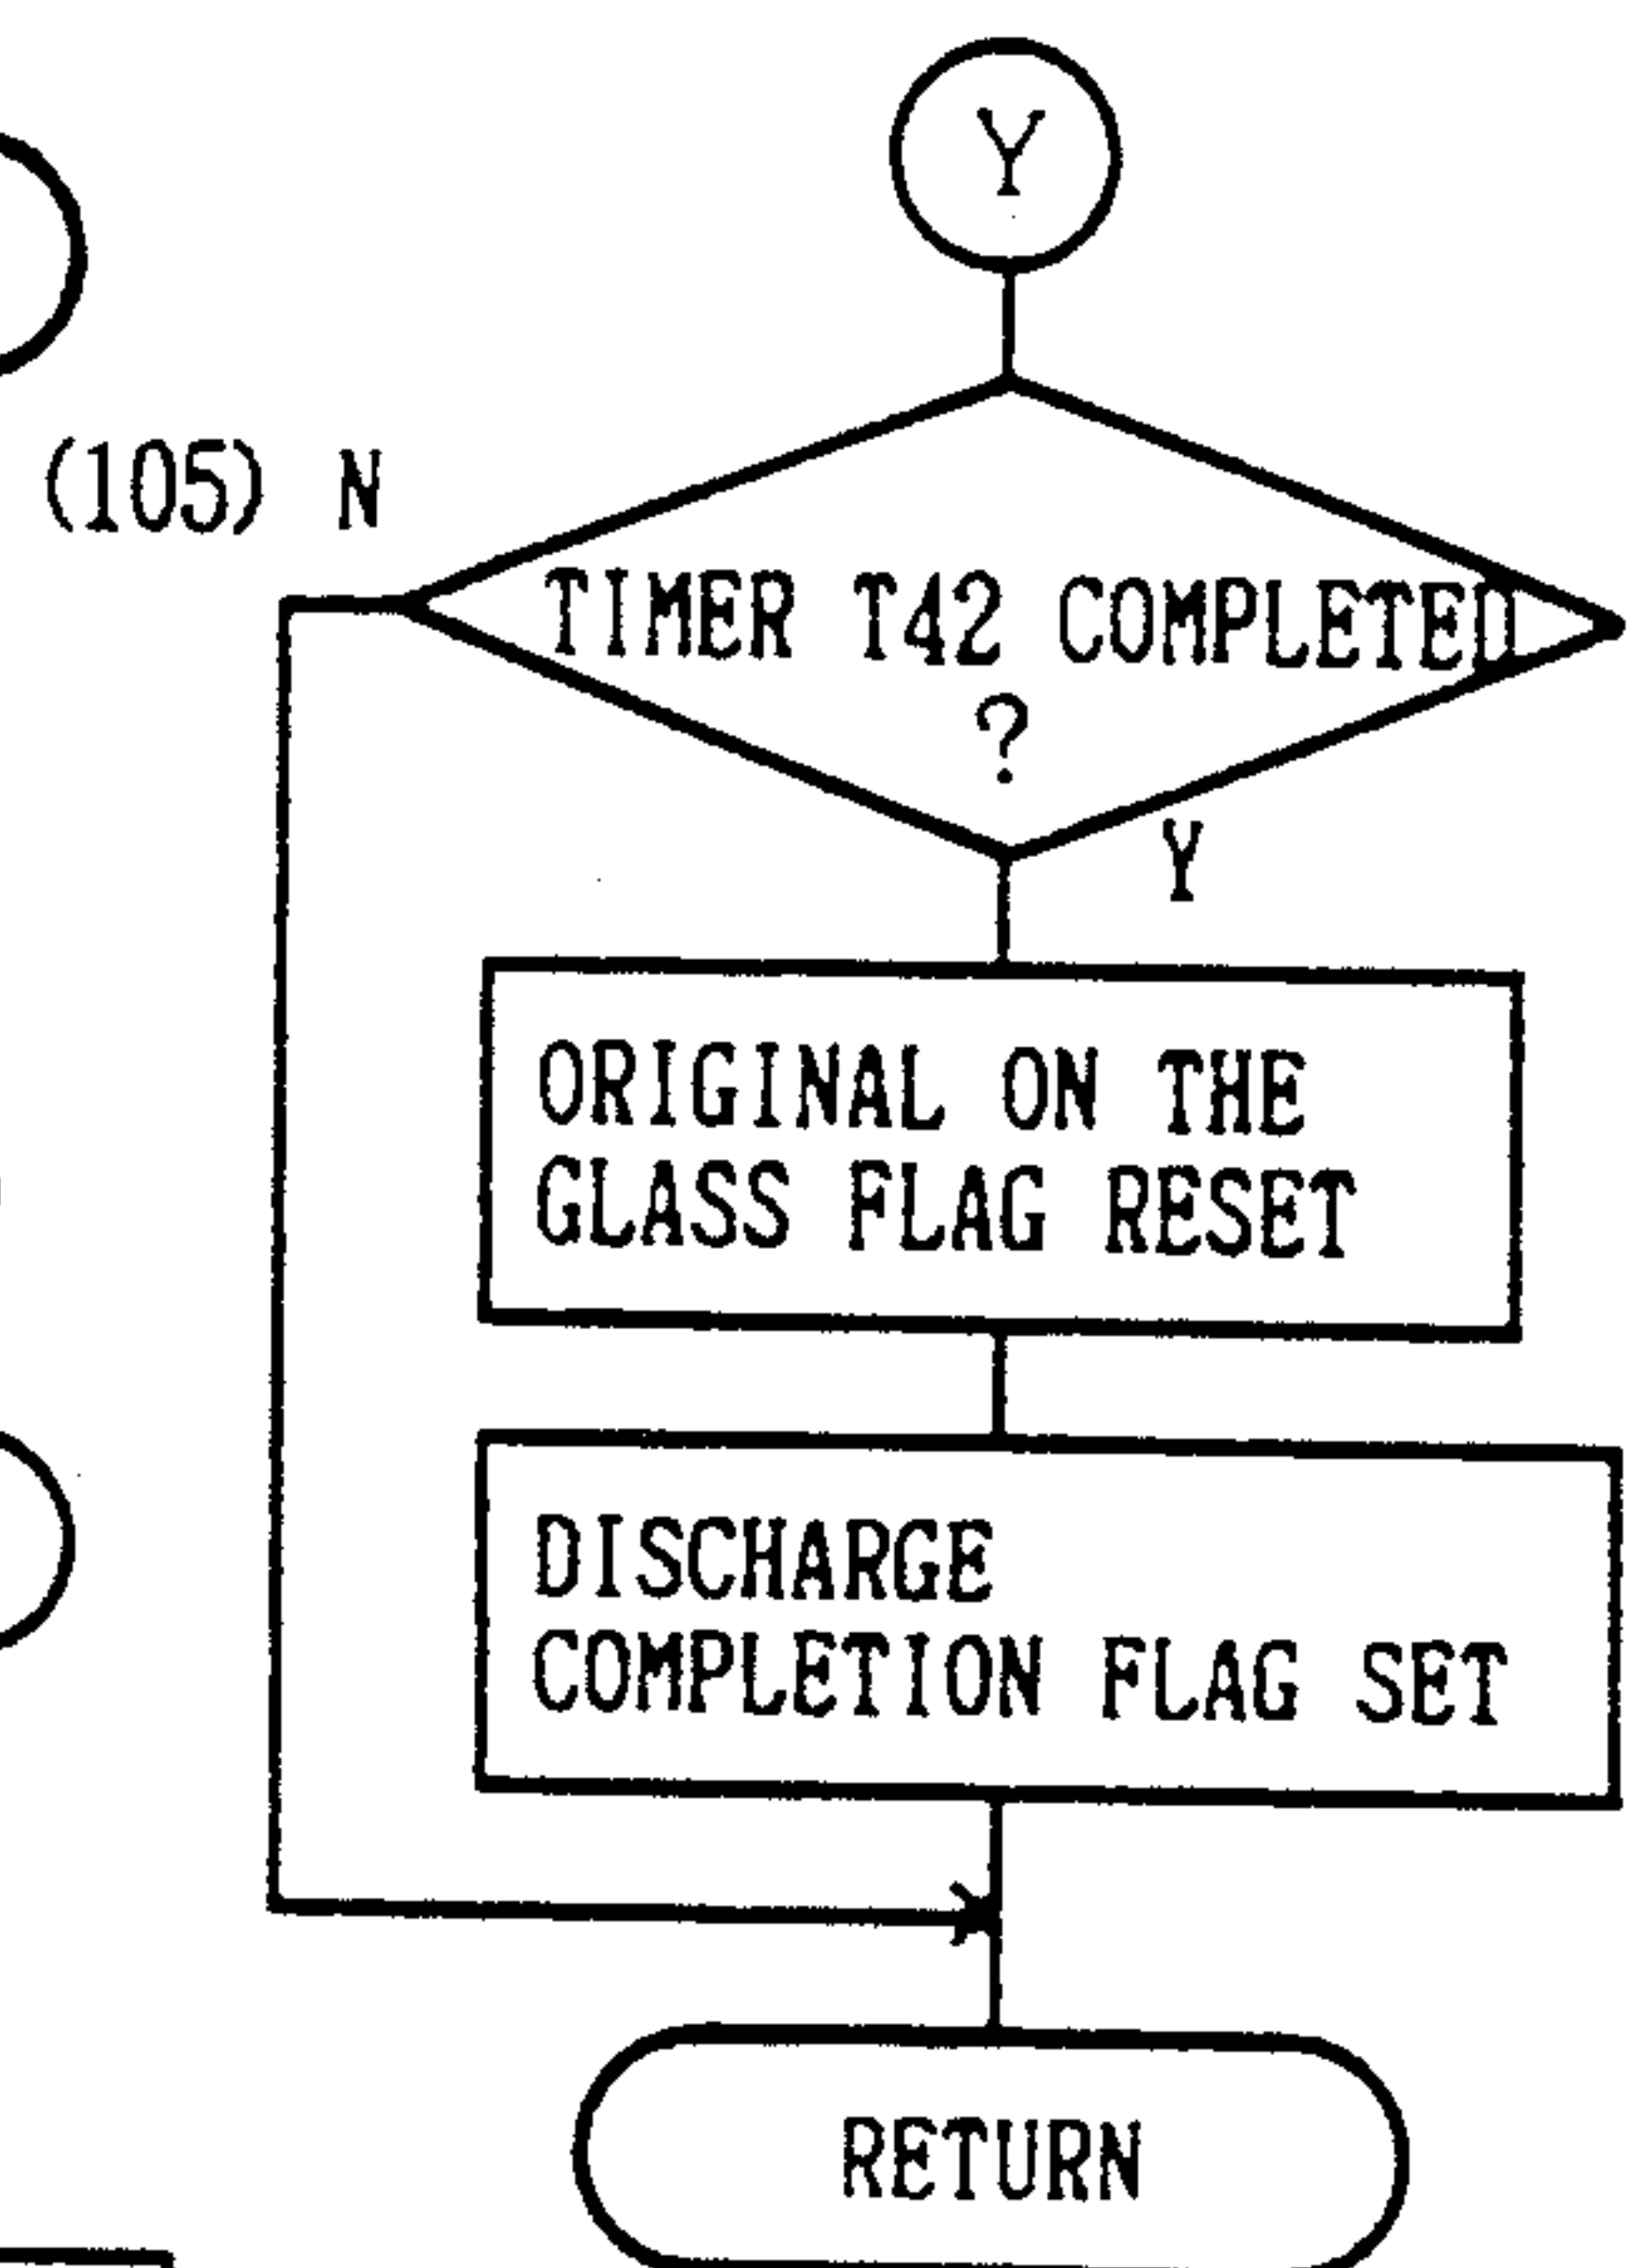 Y
(105) N
TIMER T42 COMPLETED
?
Y
ORIGINAL ON THE
GLASS FLAG RESET
DISCHARGE
COMPLETION FLAG SET
RETURN